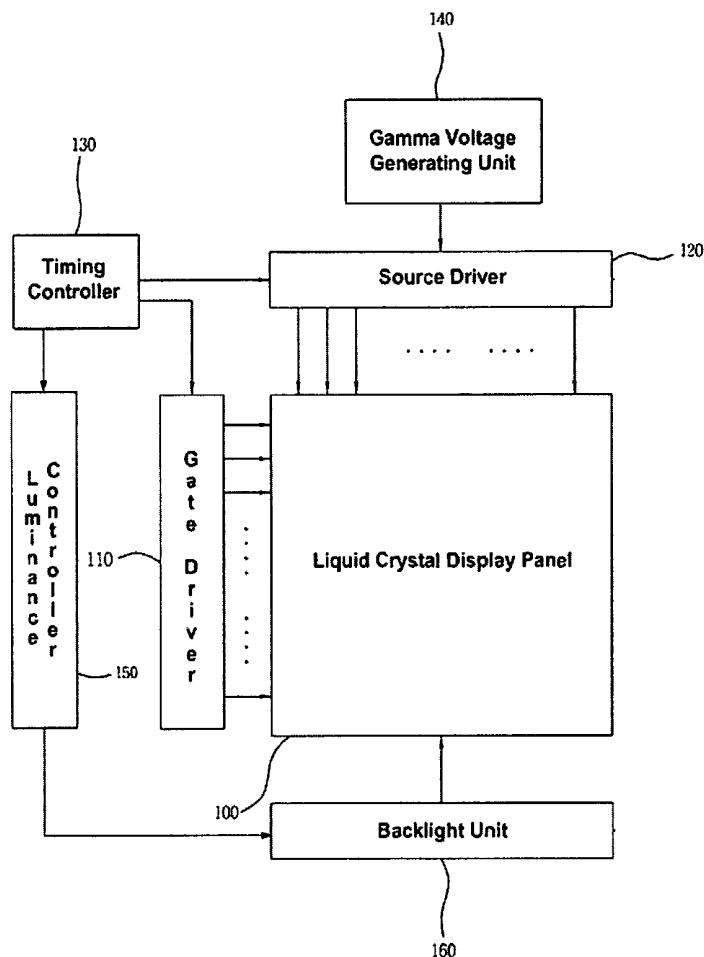 140
Gamma Voltage
Generating Unit
130
Timing
Controller
120
Source Driver
Luminance
Controller
150
110
Gate Driver
Liquid Crystal Display Panel
100
Backlight Unit
160